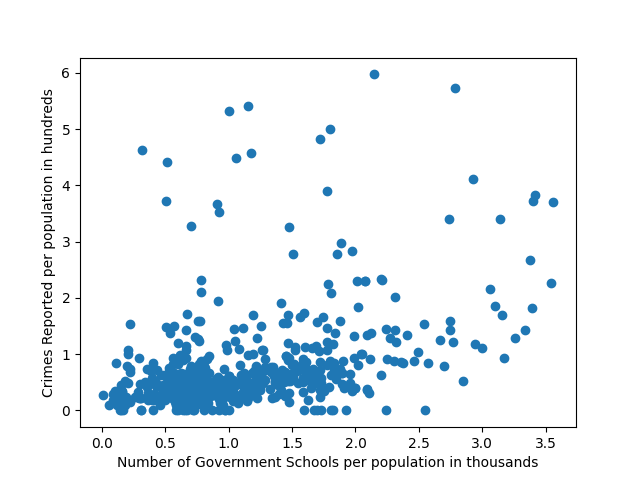 6
5
4
3
2
1
0
Crimes Reported per population in hundreds
0.0 0.5 1.0 1.5 2.0 2.5 3.0 3.5
Number of Government Schools per population in thousands